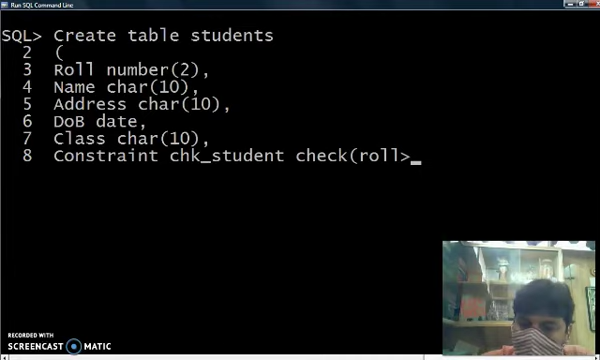 Run SQL Command Line
SQL> Create table students
2 (
3 Roll number(2),
4 Name char(10),
5 Address char(10),
6 DoB date,
7 Class char(10),
8 Constraint chk_student check(roll>_
RECORDED WITH
SCREENCAST MATIC